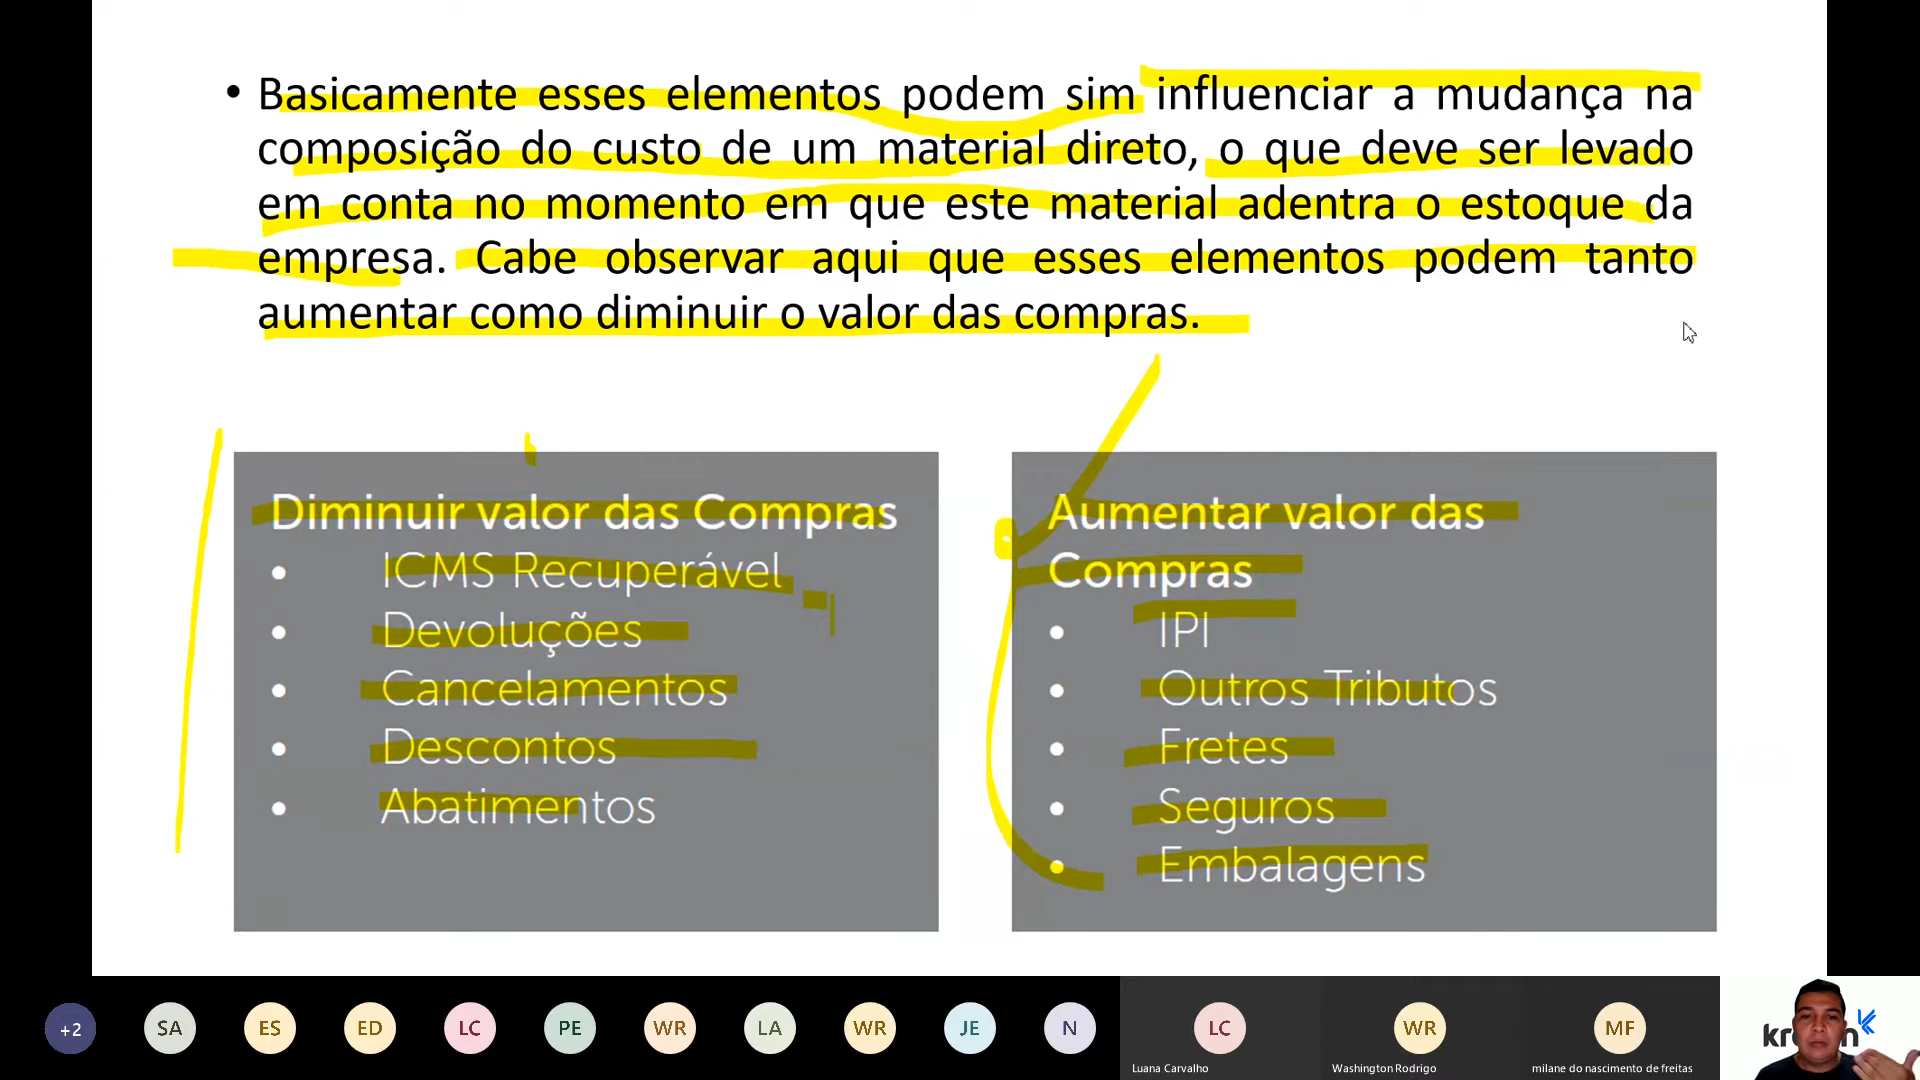 • Basicamente esses elementos podem sim influenciar a mudança na
composição do custo de um material direto, o que deve ser levado
em conta no momento em que este material adentra o estoque da
empresa. Cabe observar aqui que esses elementos podem tanto
aumentar como diminuir o valor das compras.
Diminuir valor das Compras
• ICMS Recuperável
• Devoluções
• Cancelamentos
• Descontos
• Abatimentos
Aumentar valor das
Compras
• IPI
• Outros Tributos
• Fretes
• Seguros
• Embalagens
+2 SA ES ED LC PE WR LA WR JE N LC WR MF
Luana Carvalho Washington Rodrigo milane do nascimento de freitas